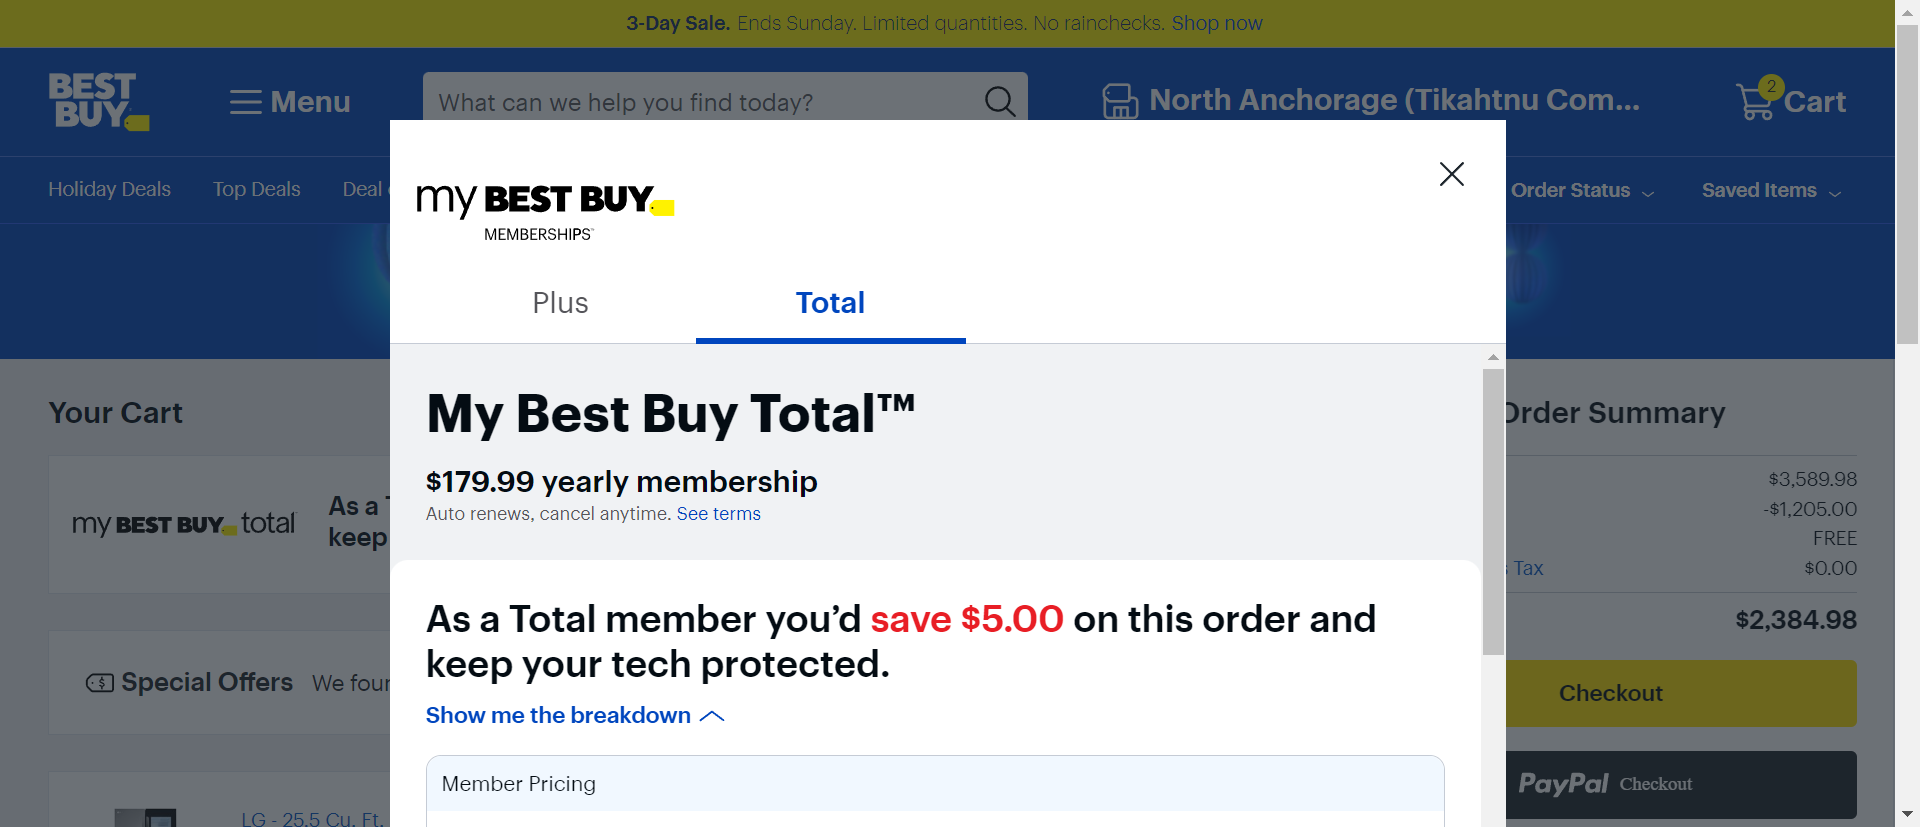 3-Day Sale. Ends Sunday. Limited quantities. No rainchecks. Shop now
BEST BUY
Menu
What can we help you find today?
North Anchorage (Tikahtnu Com...
2
Cart
Holiday Deals
Top Deals
Deal
Order Status
Saved Items
my BEST BUY
MEMBERSHIPS™
Plus
Total
My Best Buy Total™
$179.99 yearly membership
Auto renews, cancel anytime. See terms
As a Total member you’d save $5.00 on this order and
keep your tech protected.
Show me the breakdown
Member Pricing
Your Cart
my BEST BUY total
As a
keep
Special Offers We four
LG - 25.5 Cu. Ft.
Order Summary
$3,589.98
-$1,205.00
FREE
Tax
$0.00
$2,384.98
Checkout
PayPal Checkout